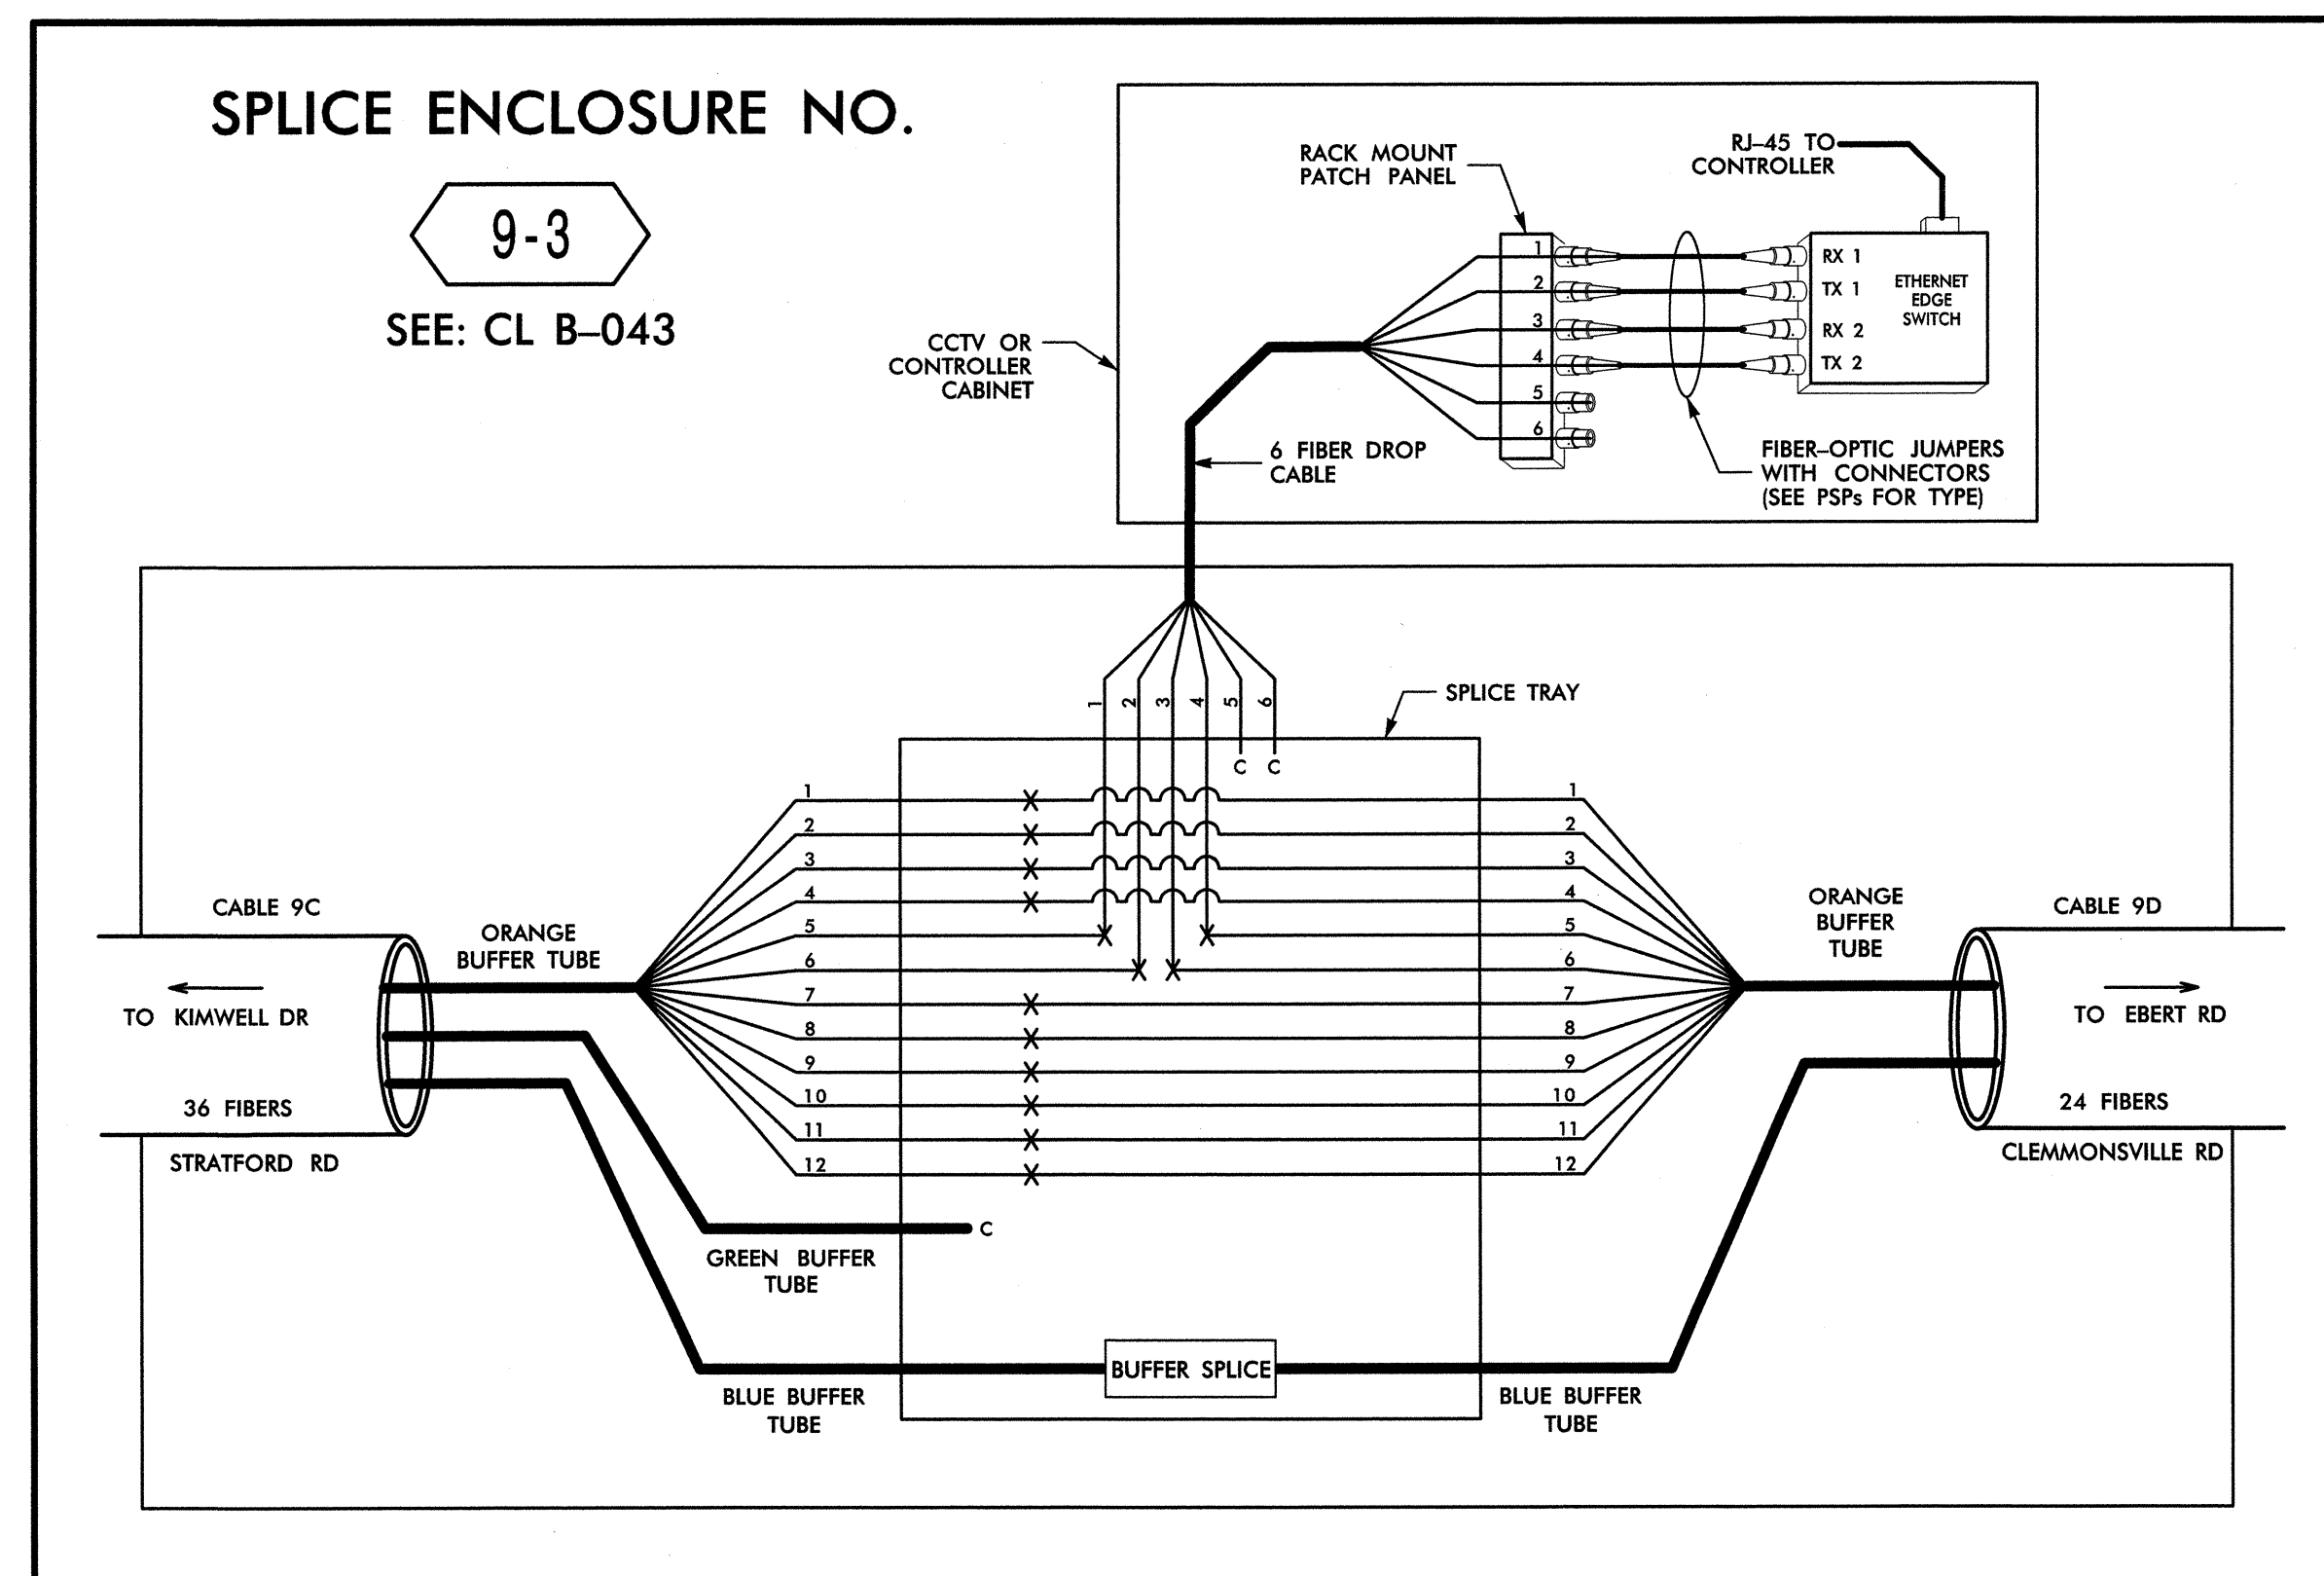 SPLICE ENCLOSURE NO.
9-3
SEE: CL B-043
RACK MOUNT
PATCH PANEL
RJ-45 TO
CONTROLLER
CCTV OR
CONTROLLER
CABINET
1
2
3
4
5
6
RX 1
TX 1
RX 2
TX 2
ETHERNET
EDGE
SWITCH
6 FIBER DROP
CABLE
FIBER-OPTIC JUMPERS
WITH CONNECTORS
(SEE PSPs FOR TYPE)
1 2 3 4 5 6
SPLICE TRAY
C C
1 1
2 2
3 3
4 4
5 5
6 6
7 7
8 8
9 9
10 10
11 11
12 12
CABLE 9C
ORANGE
BUFFER TUBE
TO KIMWELL DR
36 FIBERS
STRATFORD RD
ORANGE
BUFFER
TUBE
CABLE 9D
TO EBERT RD
24 FIBERS
CLEMMONSVILLE RD
C
GREEN BUFFER
TUBE
BUFFER SPLICE
BLUE BUFFER
TUBE
BLUE BUFFER
TUBE